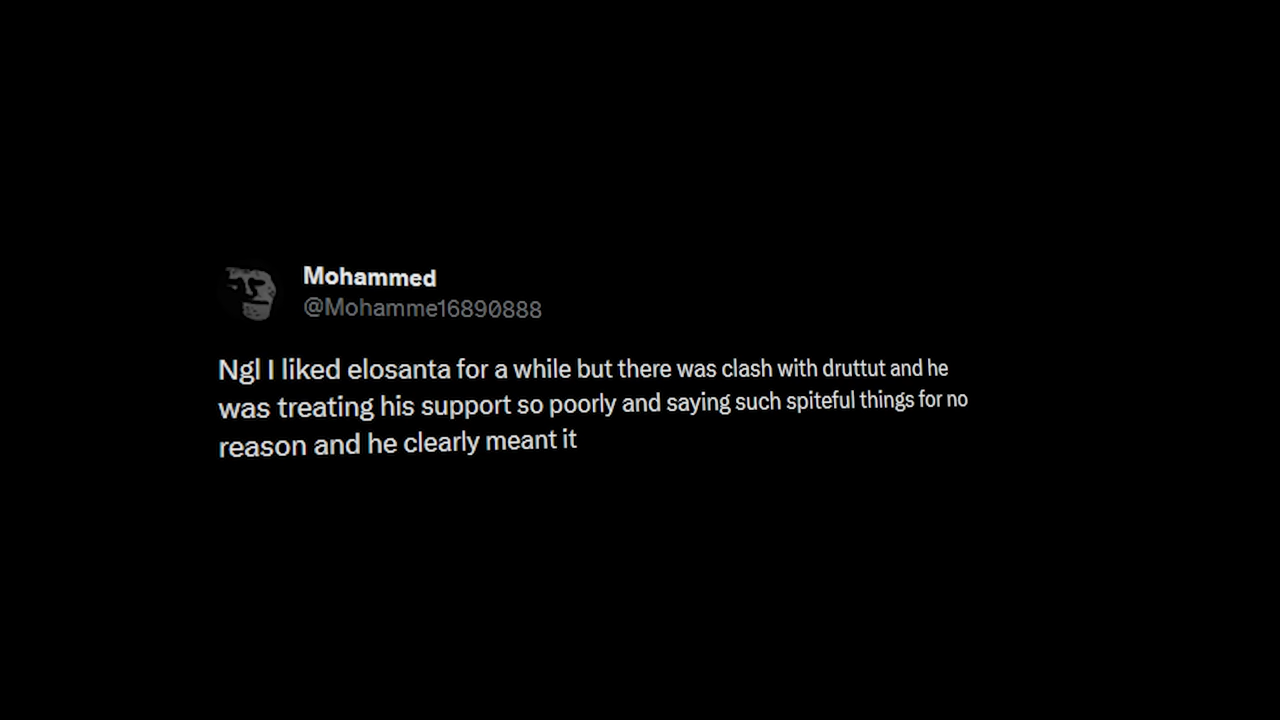 Mohammed
@Mohamme16890888
Ngl I liked elosanta for a while but there was clash with druttut and he
was treating his support so poorly and saying such spiteful things for no
reason and he clearly meant it